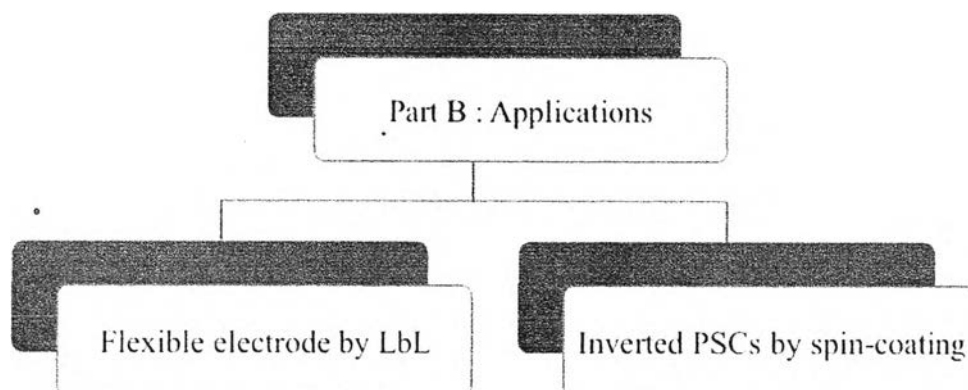 Part B : Applications
Flexible electrode by LbL
Inverted PSCs by spin-coating